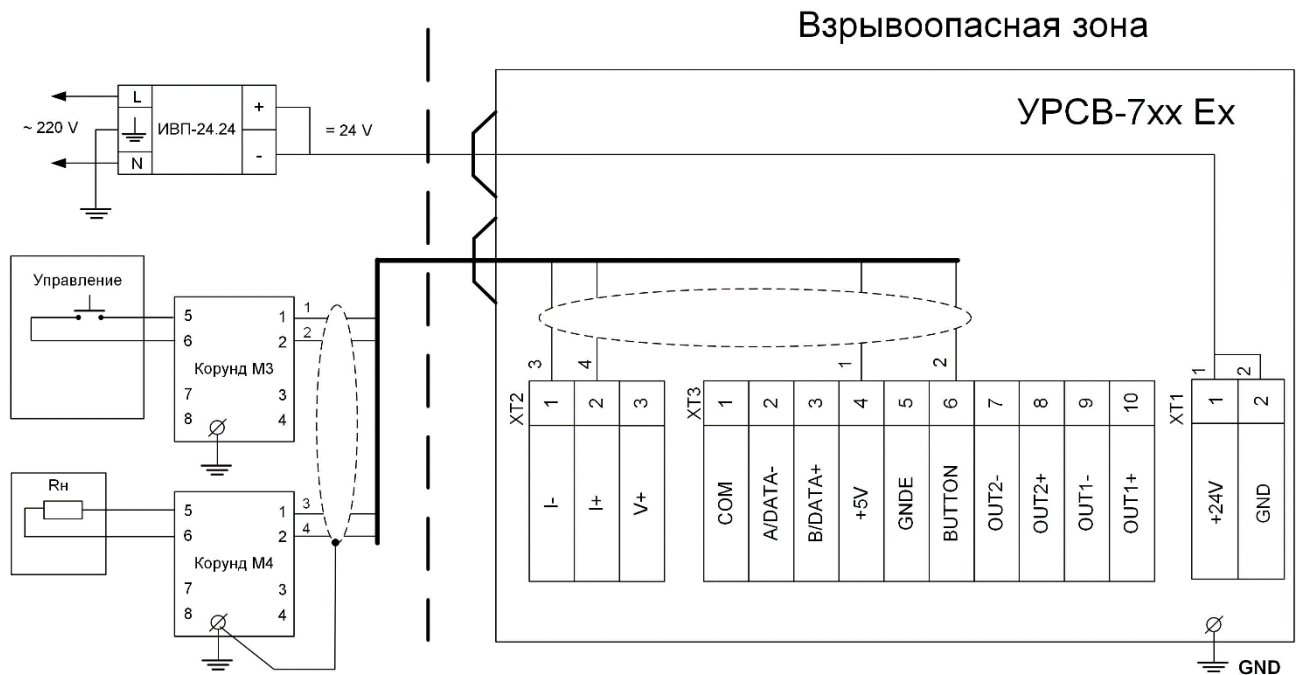 Взрывоопасная зона
УРСВ-7xx Ex
L
N
ИВП-24.24
+
-
~ 220 V
= 24 V
Управление
5
6
7
8
1
2
3
4
Корунд М3
1
2
Rн
5
6
7
8
1
2
3
4
Корунд М4
3
4
3
4
1
2
1
2
XT2
1
2
3
I-
I+
V+
XT3
1
2
3
4
5
6
7
8
9
10
COM
A/DATA-
B/DATA+
+5V
GNDE
BUTTON
OUT2-
OUT2+
OUT1-
OUT1+
XT1
1
2
+24V
GND
GND